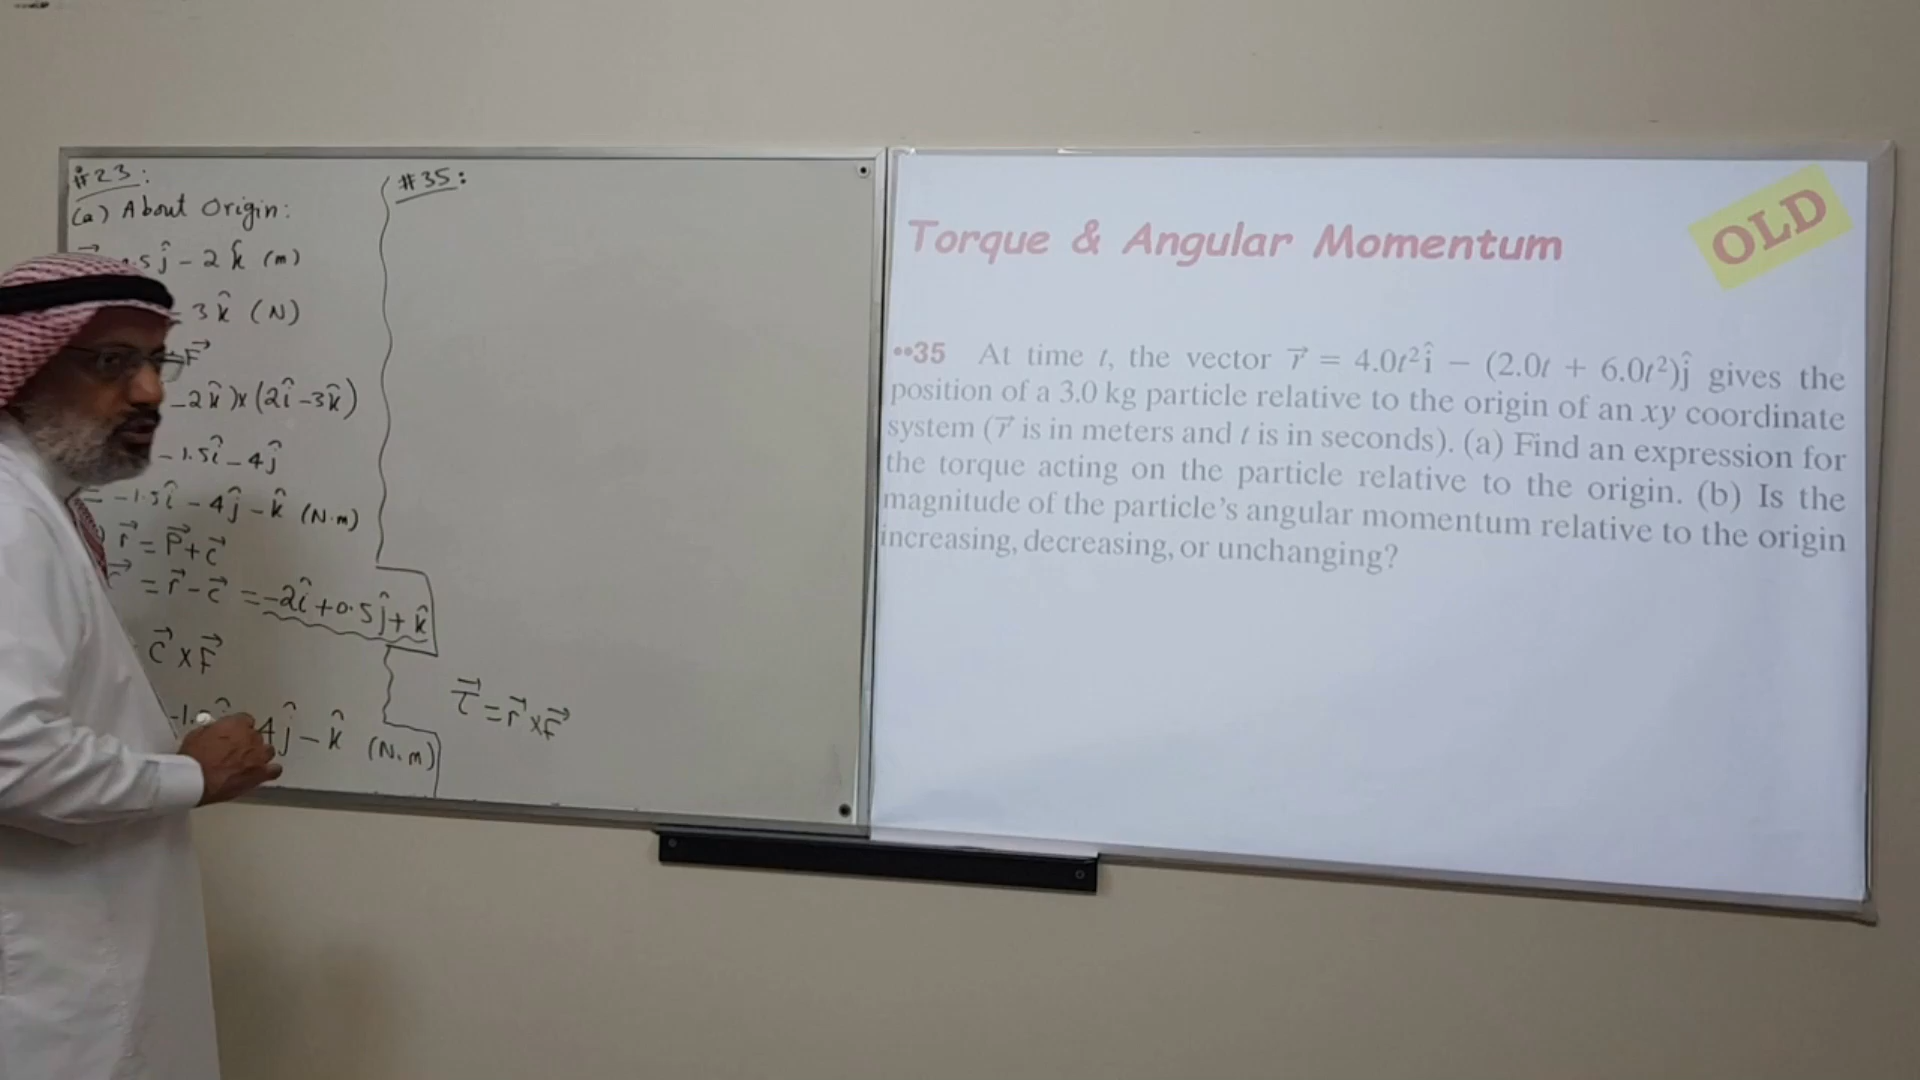 #23:
(a) About Origin:
.5ĵ - 2k̂ (m)
3k̂ (N)
F⃗
-2k̂)x(2î-3k̂)
-1.5î-4ĵ
= -1.5î-4ĵ-k̂ (N.m)
r⃗ = P⃗+c⃗
= r⃗-c⃗ = -2î+0.5ĵ+k̂
c⃗ x F⃗
4ĵ-k̂ (N.m)
#35:
τ⃗=r⃗xF⃗
Torque & Angular Momentum
OLD
••35 At time t, the vector r⃗ = 4.0t²î − (2.0t + 6.0t²)ĵ gives the
position of a 3.0 kg particle relative to the origin of an xy coordinate
system (r⃗ is in meters and t is in seconds). (a) Find an expression for
the torque acting on the particle relative to the origin. (b) Is the
magnitude of the particle's angular momentum relative to the origin
increasing, decreasing, or unchanging?